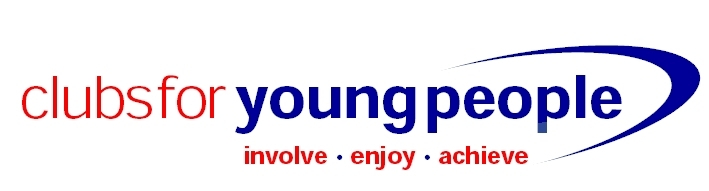 clubsfor youngpeople
involve · enjoy · achieve